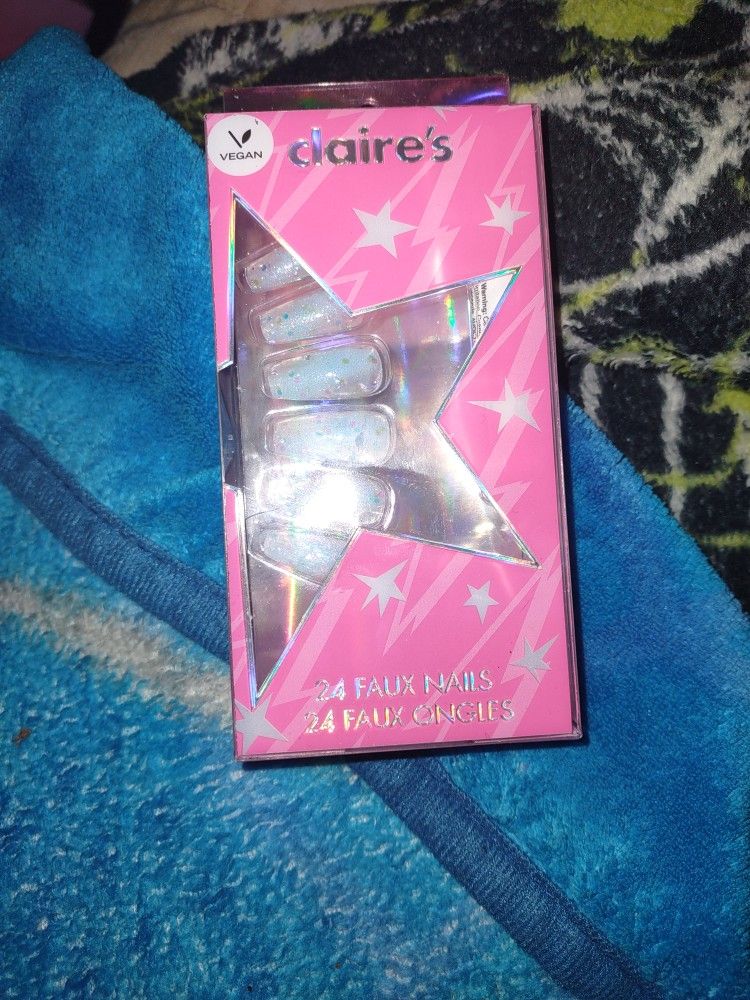 VEGAN
claire's
24 FAUX NAILS
24 FAUX ONGLES